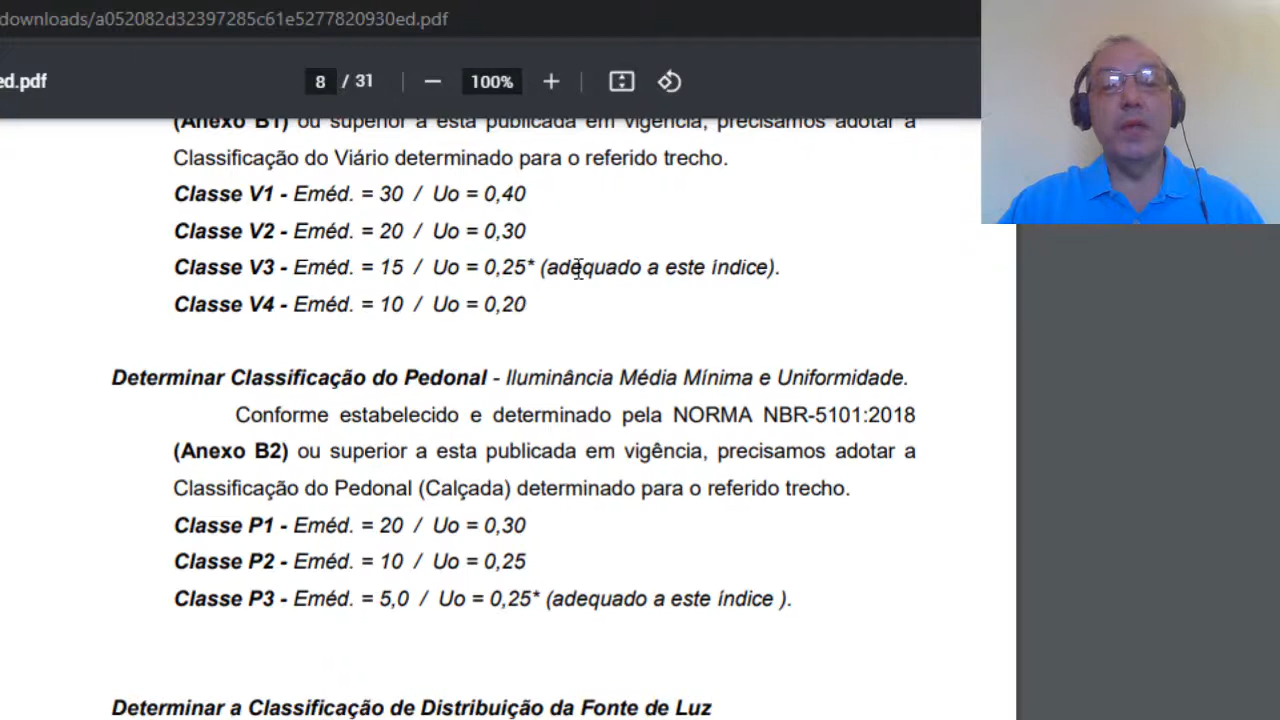 downloads/a052082d32397285c61e5277820930ed.pdf
ed.pdf
8 / 31
100%
(Anexo B1) ou superior a esta publicada em vigência, precisamos adotar a
Classificação do Viário determinado para o referido trecho.
Classe V1 - Eméd. = 30 / Uo = 0,40
Classe V2 - Eméd. = 20 / Uo = 0,30
Classe V3 - Eméd. = 15 / Uo = 0,25* (adequado a este índice).
Classe V4 - Eméd. = 10 / Uo = 0,20
Determinar Classificação do Pedonal - Iluminância Média Mínima e Uniformidade.
Conforme estabelecido e determinado pela NORMA NBR-5101:2018
(Anexo B2) ou superior a esta publicada em vigência, precisamos adotar a
Classificação do Pedonal (Calçada) determinado para o referido trecho.
Classe P1 - Eméd. = 20 / Uo = 0,30
Classe P2 - Eméd. = 10 / Uo = 0,25
Classe P3 - Eméd. = 5,0 / Uo = 0,25* (adequado a este índice ).
Determinar a Classificação de Distribuição da Fonte de Luz